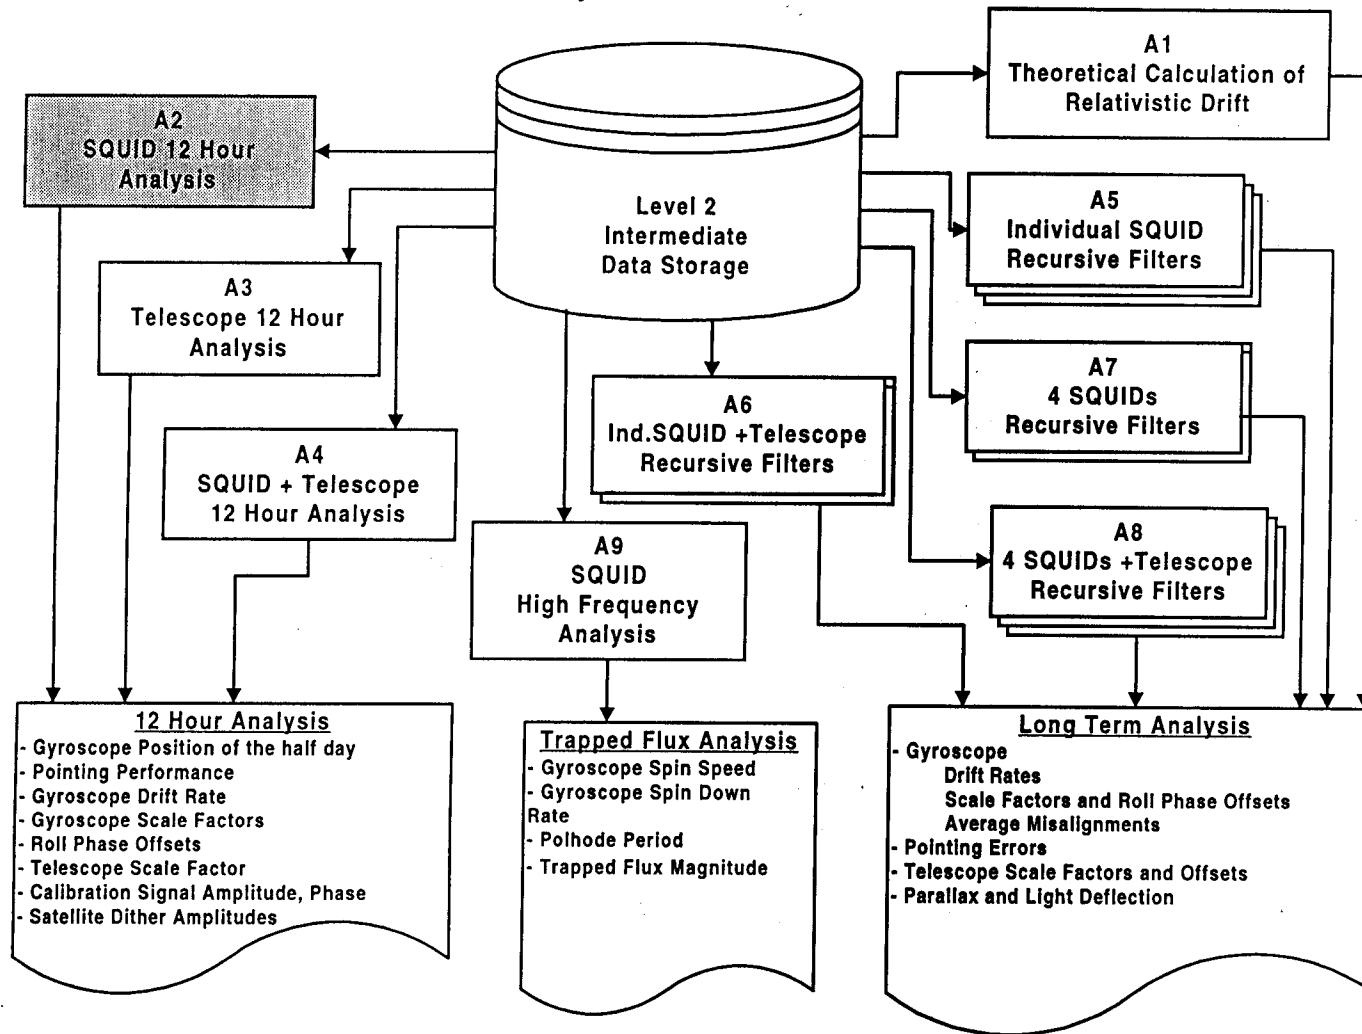 A1
Theoretical Calculation of
Relativistic Drift
A2
SQUID 12 Hour
Analysis
Level 2
Intermediate
Data Storage
A5
Individual SQUID
Recursive Filters
A3
Telescope 12 Hour
Analysis
A7
4 SQUIDs
Recursive Filters
A6
Ind.SQUID +Telescope
Recursive Filters
A4
SQUID + Telescope
12 Hour Analysis
A9
SQUID
High Frequency
Analysis
A8
4 SQUIDs +Telescope
Recursive Filters
12 Hour Analysis
- Gyroscope Position of the half day
- Pointing Performance
- Gyroscope Drift Rate
- Gyroscope Scale Factors
- Roll Phase Offsets
- Telescope Scale Factor
- Calibration Signal Amplitude, Phase
- Satellite Dither Amplitudes
Trapped Flux Analysis
- Gyroscope Spin Speed
- Gyroscope Spin Down
Rate
- Polhode Period
- Trapped Flux Magnitude
Long Term Analysis
- Gyroscope
Drift Rates
Scale Factors and Roll Phase Offsets
Average Misalignments
- Pointing Errors
- Telescope Scale Factors and Offsets
- Parallax and Light Deflection